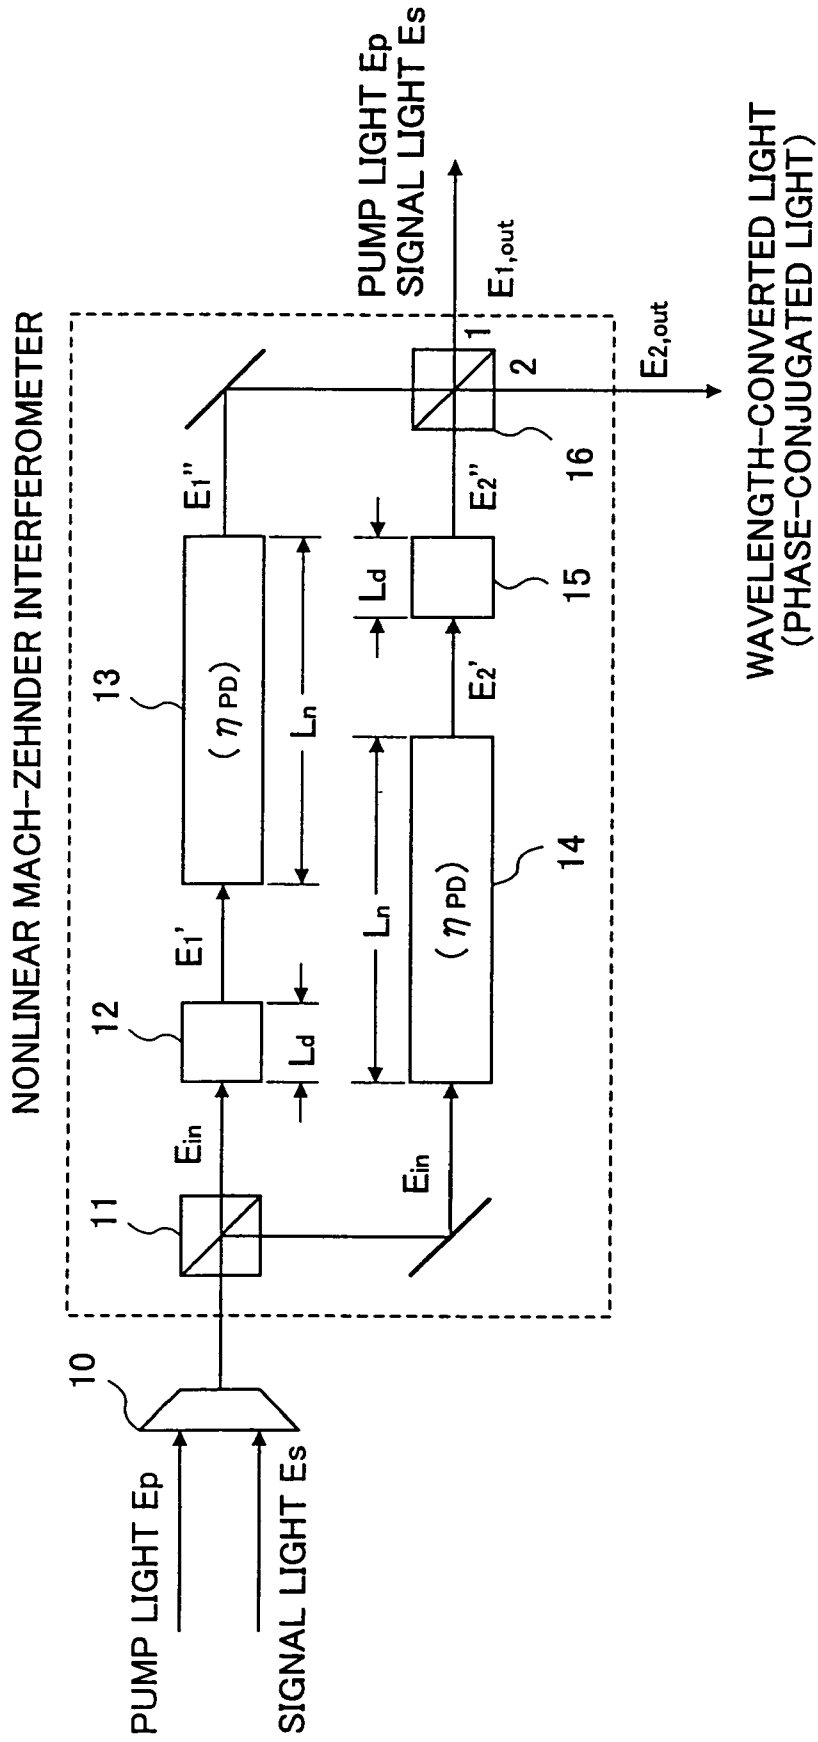 NONLINEAR MACH-ZEHNDER INTERFEROMETER
PUMP LIGHT Ep
SIGNAL LIGHT Es
10
11
Ein
Ein
12
Ld
E1'
13
(ηPD)
Ln
E1''
Ln
(ηPD)
14
E2'
Ld
15
E2''
16
1
2
PUMP LIGHT Ep
SIGNAL LIGHT Es
E1,out
E2,out
WAVELENGTH-CONVERTED LIGHT
(PHASE-CONJUGATED LIGHT)